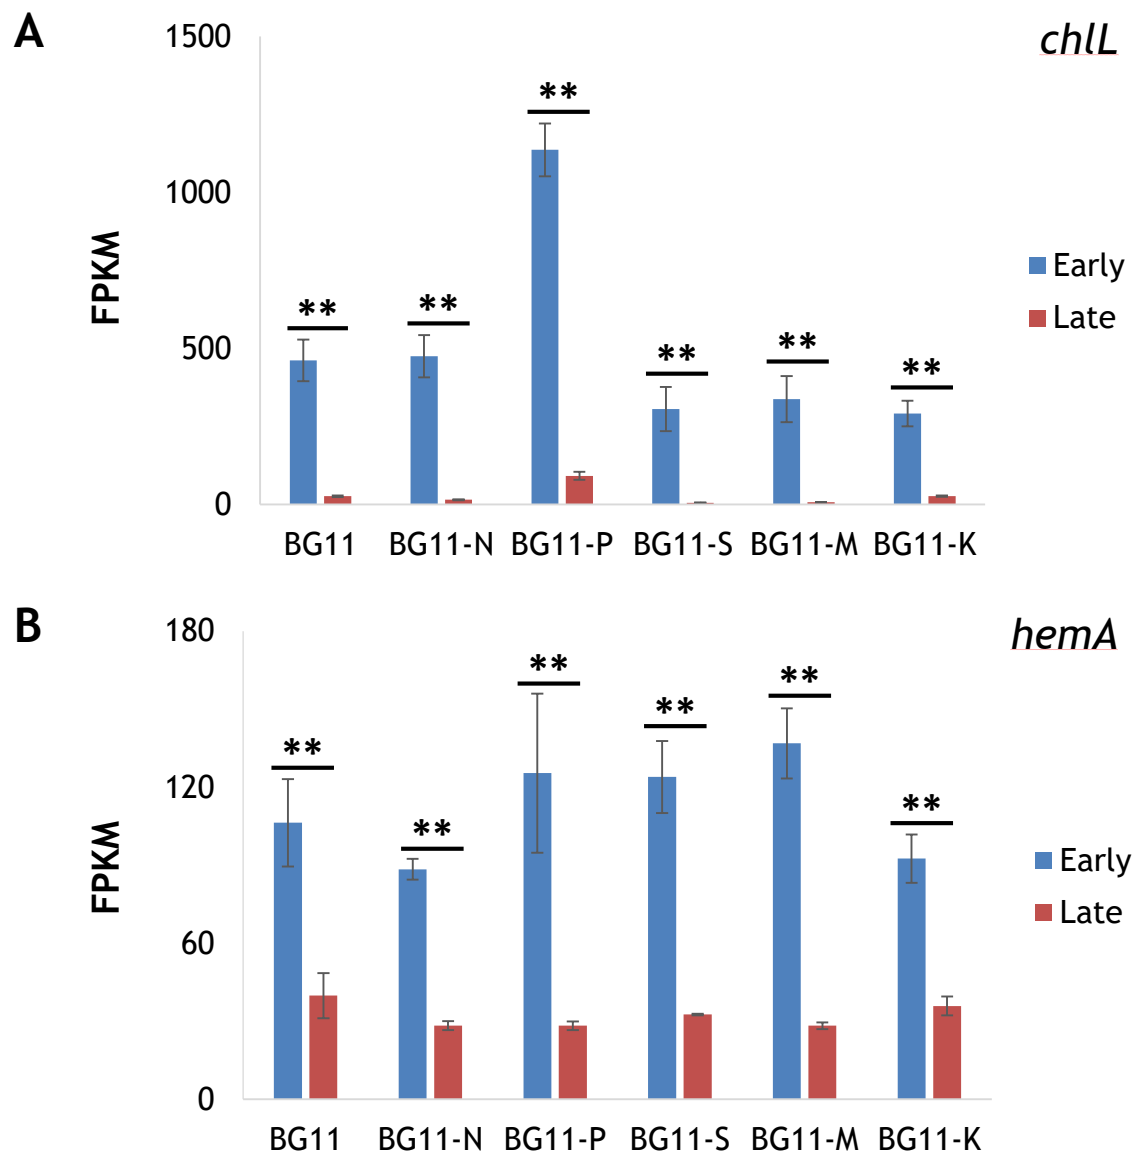 A
chlL
1500
1000
500
0
FPKM
**
**
**
**
**
**
Early
Late
BG11 BG11-N BG11-P BG11-S BG11-M BG11-K
B
hemA
180
120
60
0
FPKM
**
**
**
**
**
**
Early
Late
BG11 BG11-N BG11-P BG11-S BG11-M BG11-K